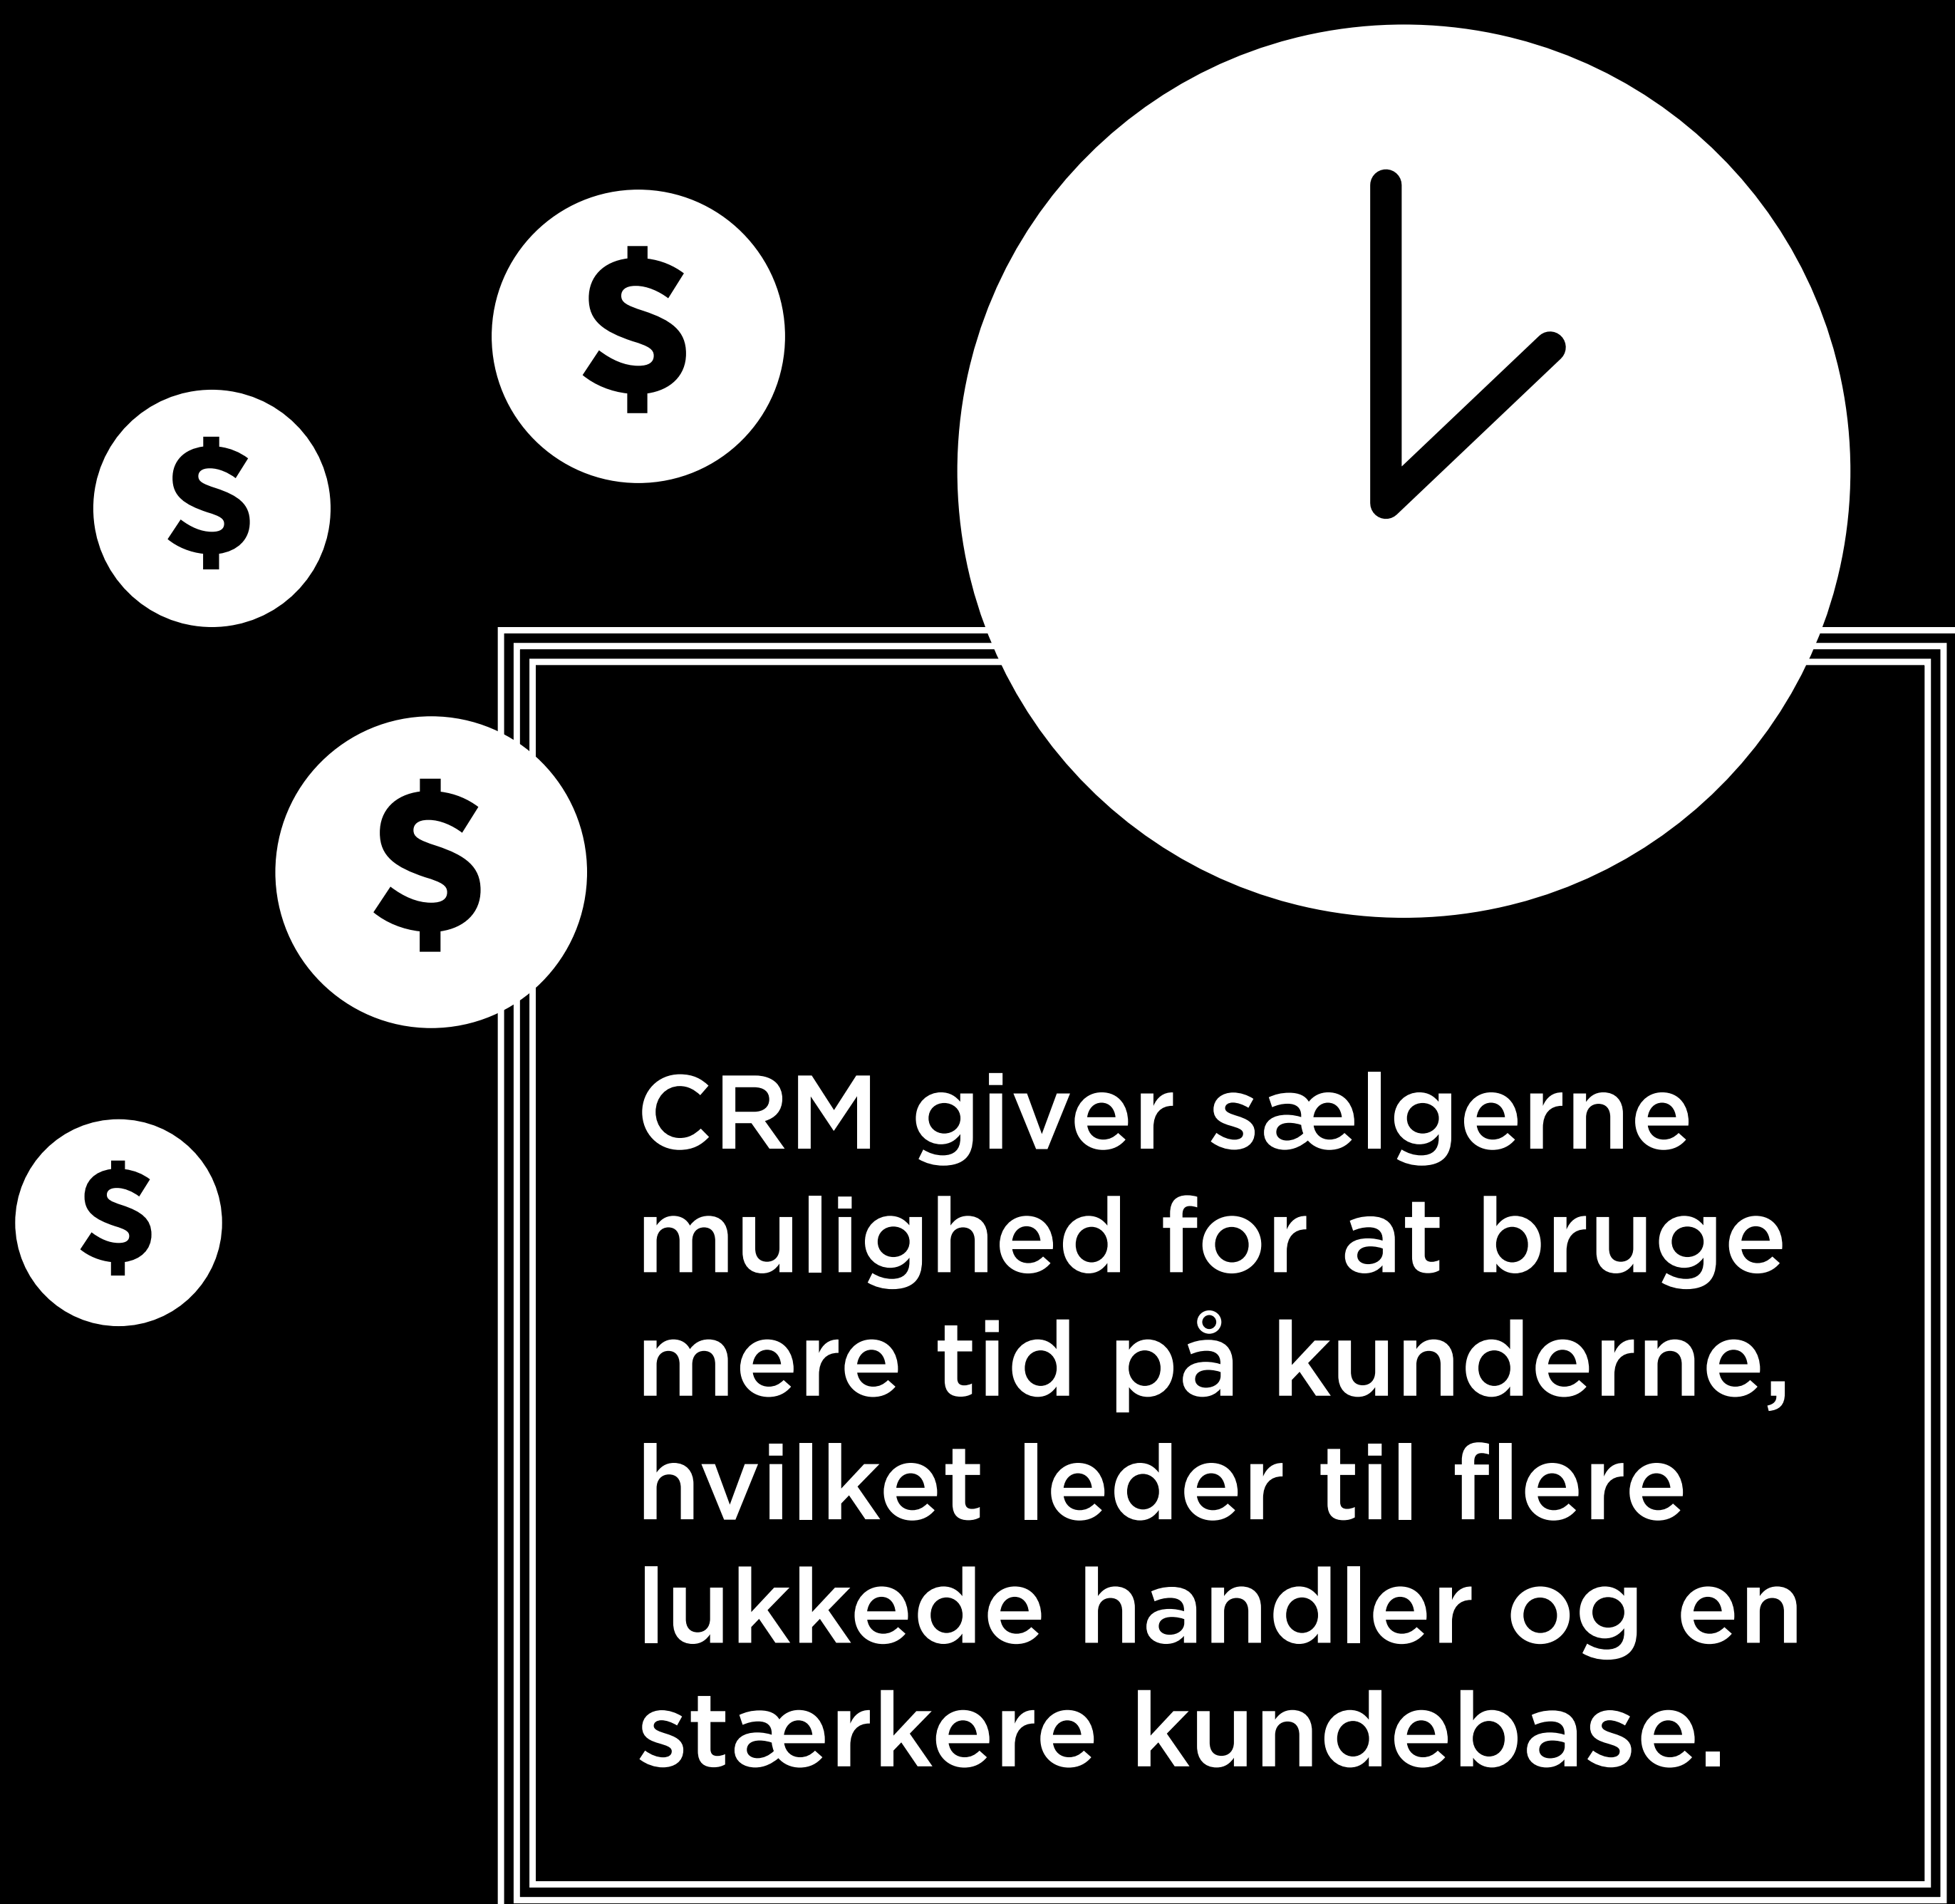 $
$
$
$
CRM giver sælgerne
mulighed for at bruge
mere tid på kunderne,
hvilket leder til flere
lukkede handler og en
stærkere kundebase.